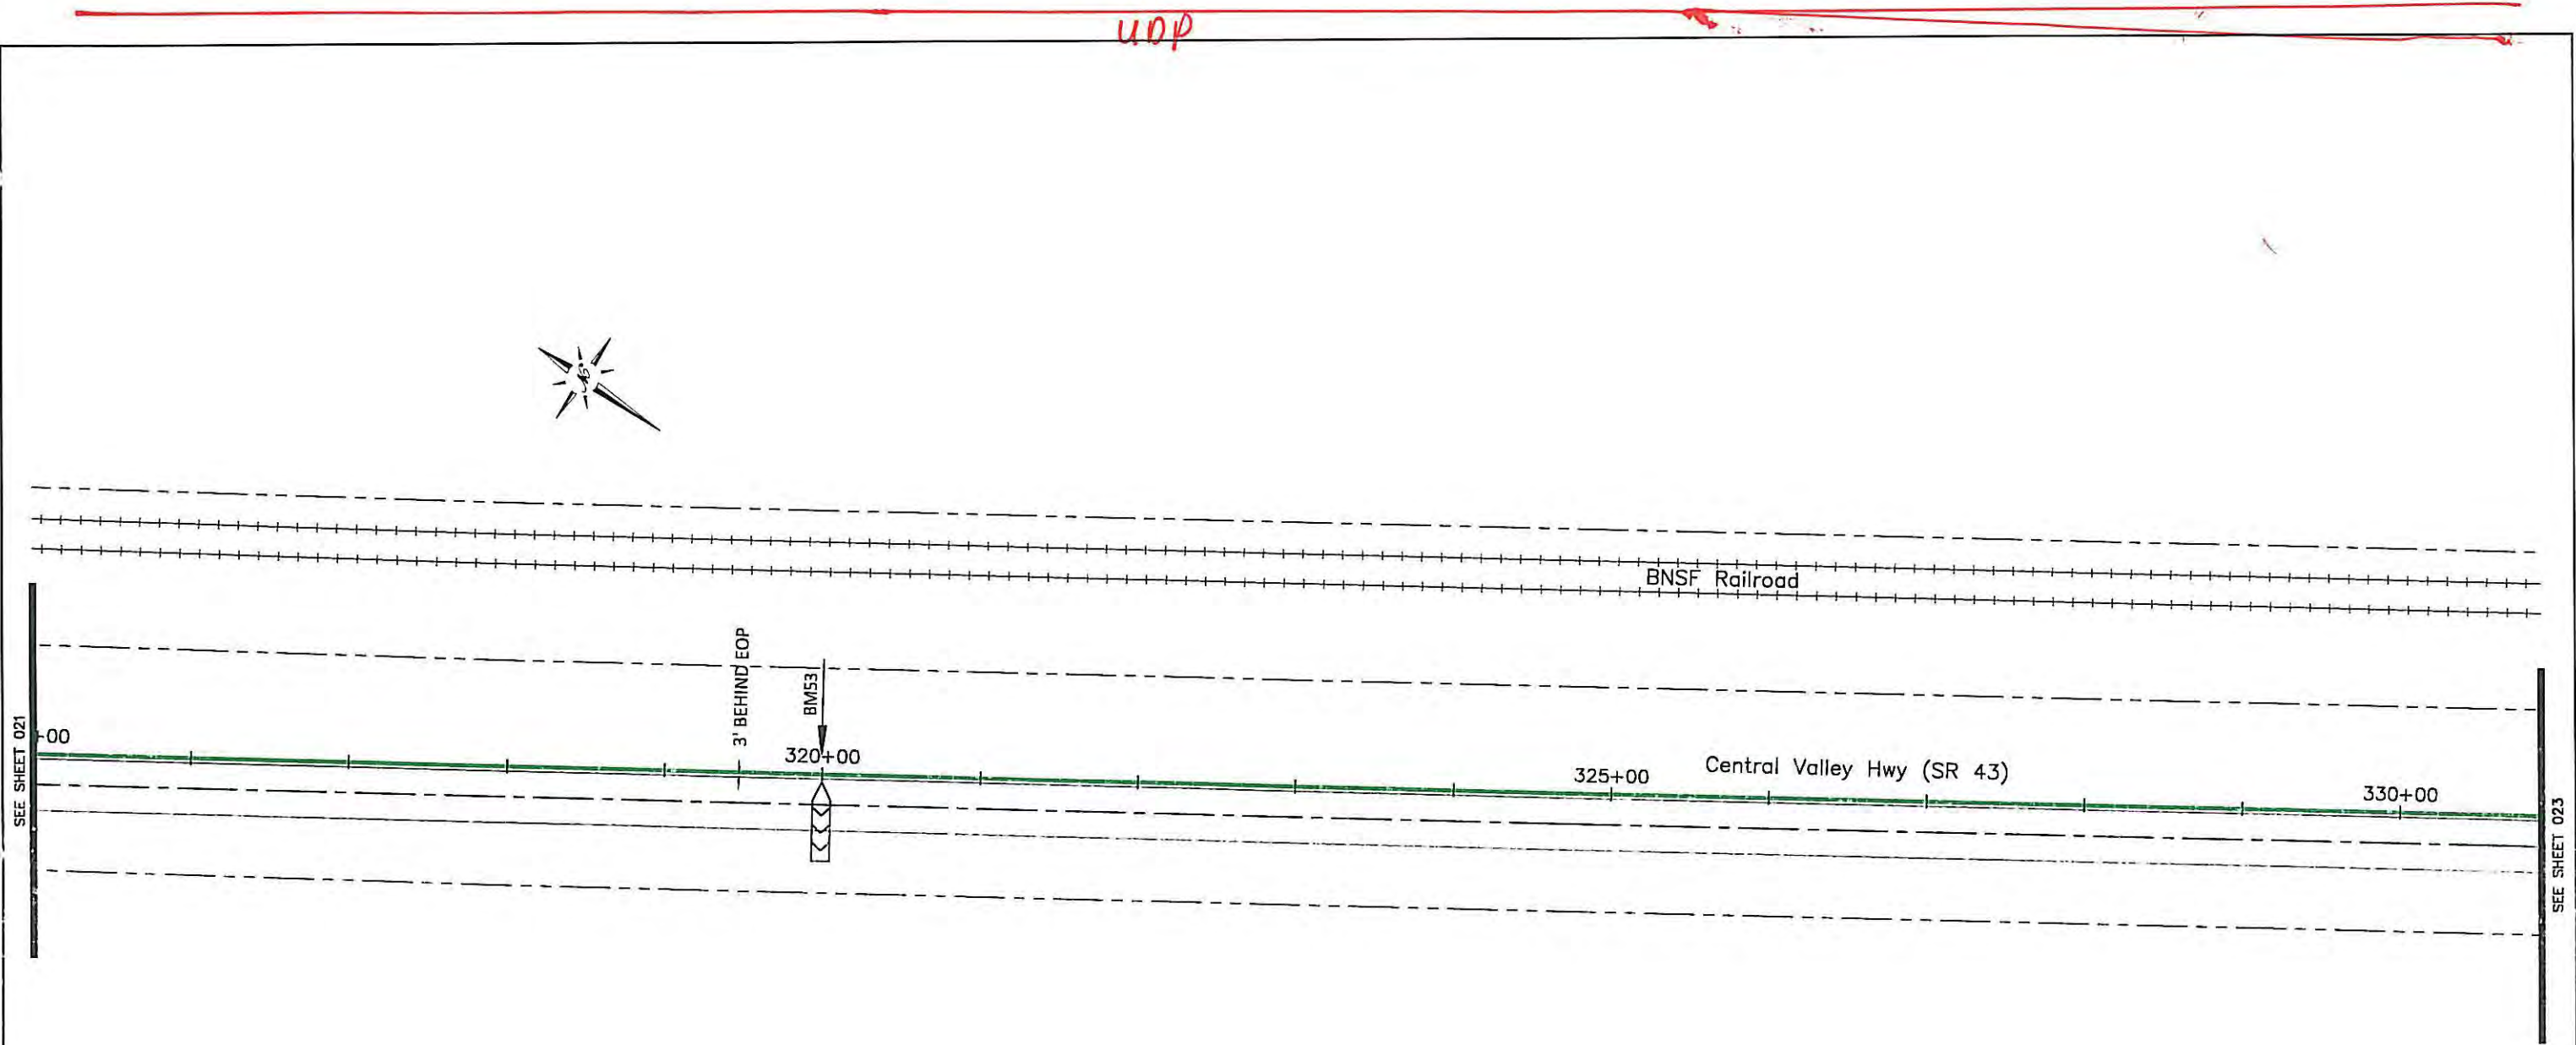 UDP
BNSF Railroad
3' BEHIND EOP
BM53
SEE SHEET 021
+00
320+00
325+00
Central Valley Hwy (SR 43)
330+00
SEE SHEET 023